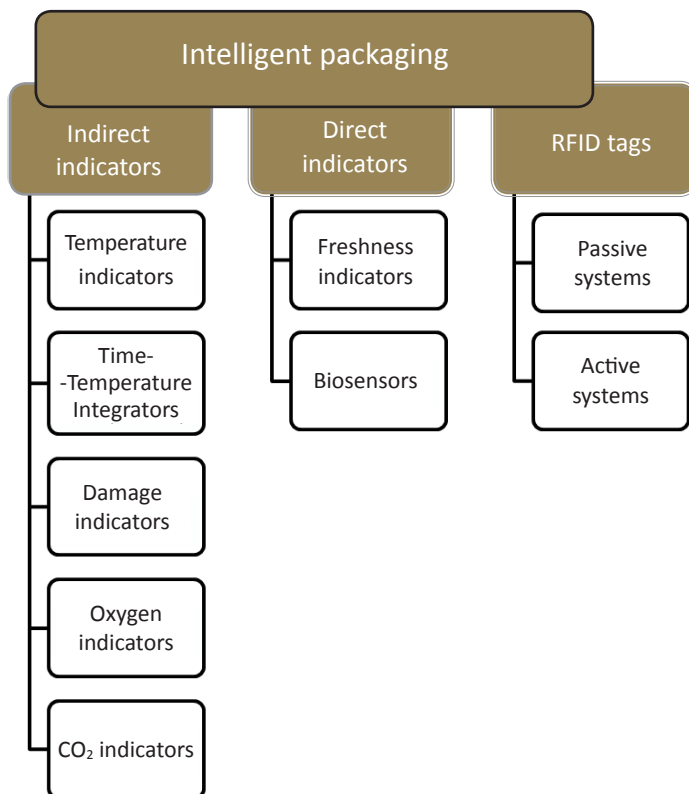 Intelligent packaging
Indirect
indicators
Temperature
indicators
Time-
-Temperature
Integrators
Damage
indicators
Oxygen
indicators
CO₂ indicators
Direct
indicators
Freshness
indicators
Biosensors
RFID tags
Passive
systems
Active
systems